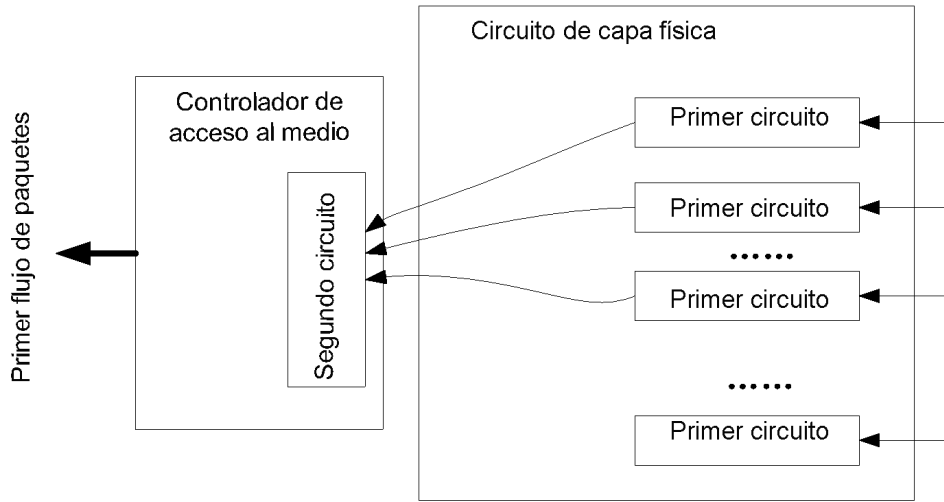 Circuito de capa física
Controlador de
acceso al medio
Primer circuito
Primer circuito
......
Primer circuito
......
Primer circuito
Segundo circuito
Primer flujo de paquetes